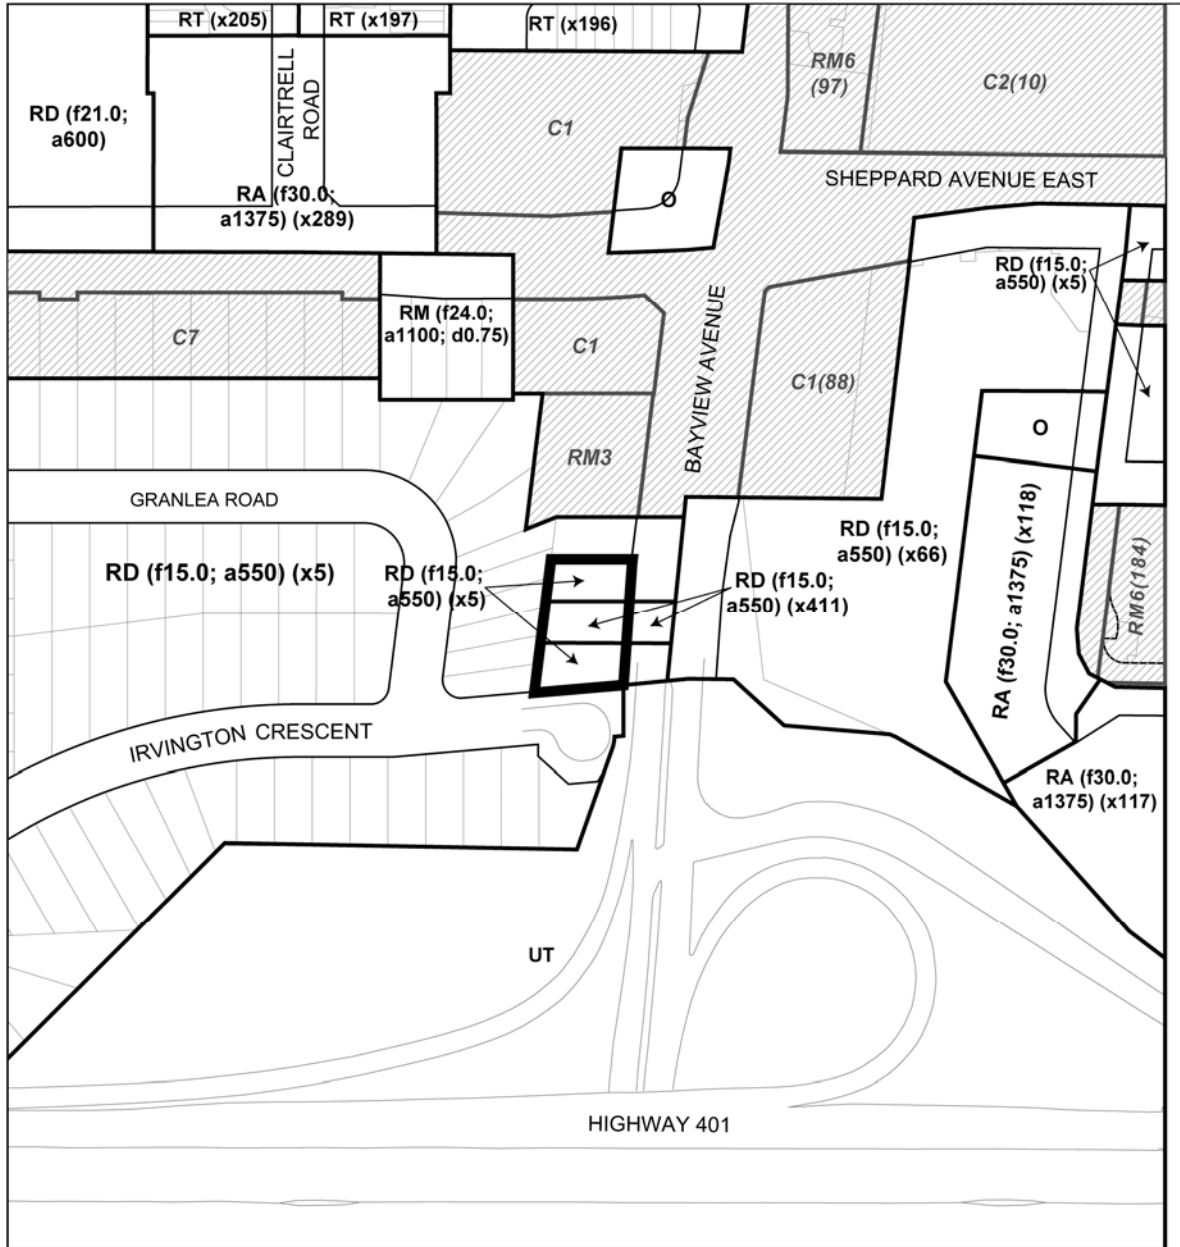 RT (x205)
RT (x197)
RT (x196)
CLAIRTRELL
ROAD
RM6
(97)
C2(10)
RD (f21.0;
a600)
C1
SHEPPARD AVENUE EAST
RA (f30.0;
a1375) (x289)
O
RD (f15.0;
a550) (x5)
RM (f24.0;
a1100; d0.75)
C7
C1
BAYVIEW AVENUE
C1(88)
O
RM3
GRANLEA ROAD
RA (f30.0; a1375) (x118)
RD (f15.0;
a550) (x66)
RM6(184)
RD (f15.0; a550) (x5)
RD (f15.0;
a550) (x5)
RD (f15.0;
a550) (x411)
IRVINGTON CRESCENT
RA (f30.0;
a1375) (x117)
UT
HIGHWAY 401